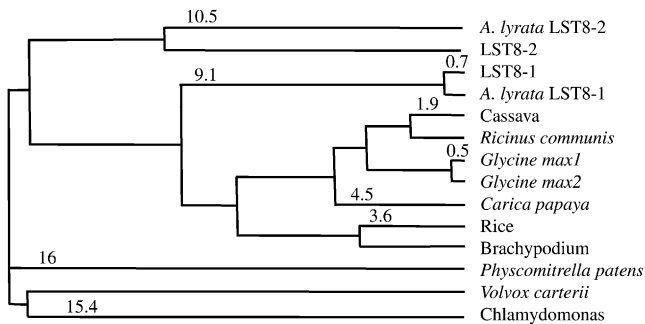 10.5
A. lyrata LST8-2
LST8-2
0.7
9.1
LST8-1
A. lyrata LST8-1
1.9
Cassava
Ricinus communis
0.5
Glycine max1
Glycine max2
4.5
Carica papaya
3.6
Rice
Brachypodium
16
Physcomitrella patens
Volvox carterii
15.4
Chlamydomonas